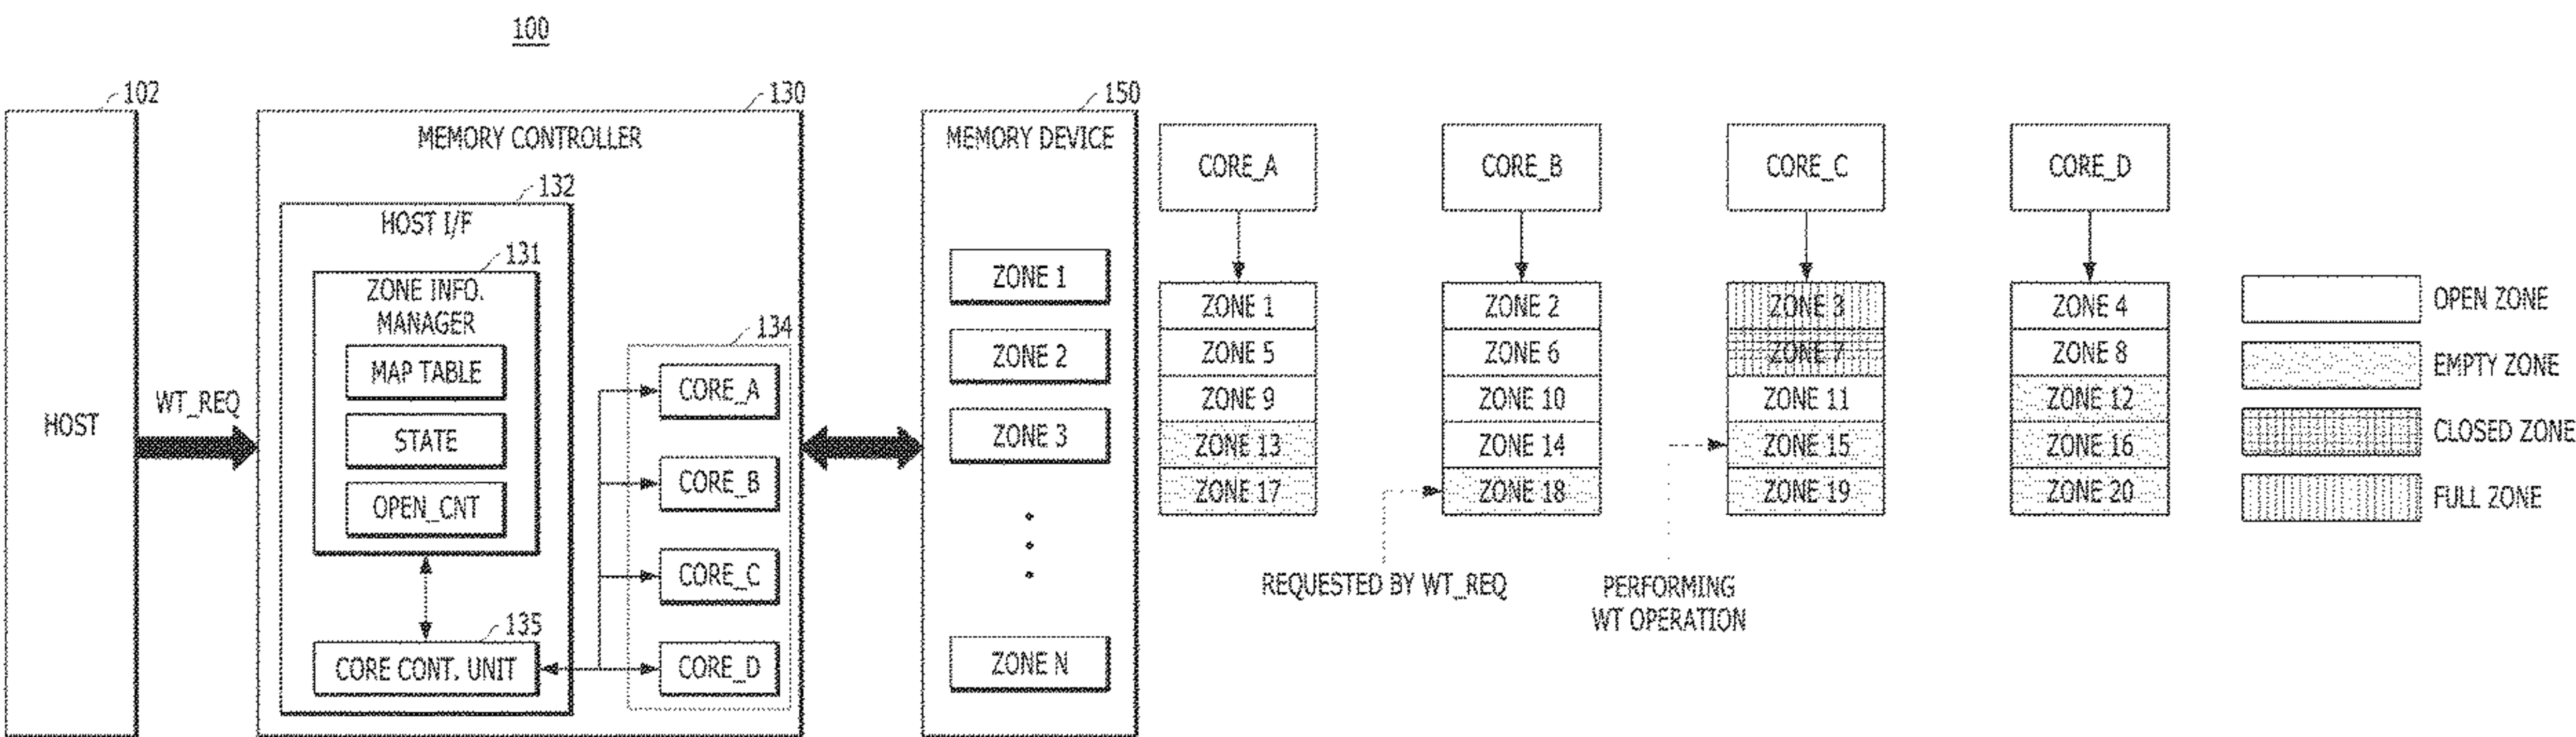 100
102
HOST
WT_REQ
130
MEMORY CONTROLLER
132
HOST I/F
131
ZONE INFO.
MANAGER
MAP TABLE
STATE
OPEN_CNT
135
CORE CONT. UNIT
134
CORE_A
CORE_B
CORE_C
CORE_D
150
MEMORY DEVICE
ZONE 1
ZONE 2
ZONE 3
ZONE N
CORE_A
ZONE 1
ZONE 5
ZONE 9
ZONE 13
ZONE 17
CORE_B
ZONE 2
ZONE 6
ZONE 10
ZONE 14
ZONE 18
REQUESTED BY WT_REQ
CORE_C
ZONE 3
ZONE 7
ZONE 11
ZONE 15
ZONE 19
PERFORMING
WT OPERATION
CORE_D
ZONE 4
ZONE 8
ZONE 12
ZONE 16
ZONE 20
OPEN ZONE
EMPTY ZONE
CLOSED ZONE
FULL ZONE